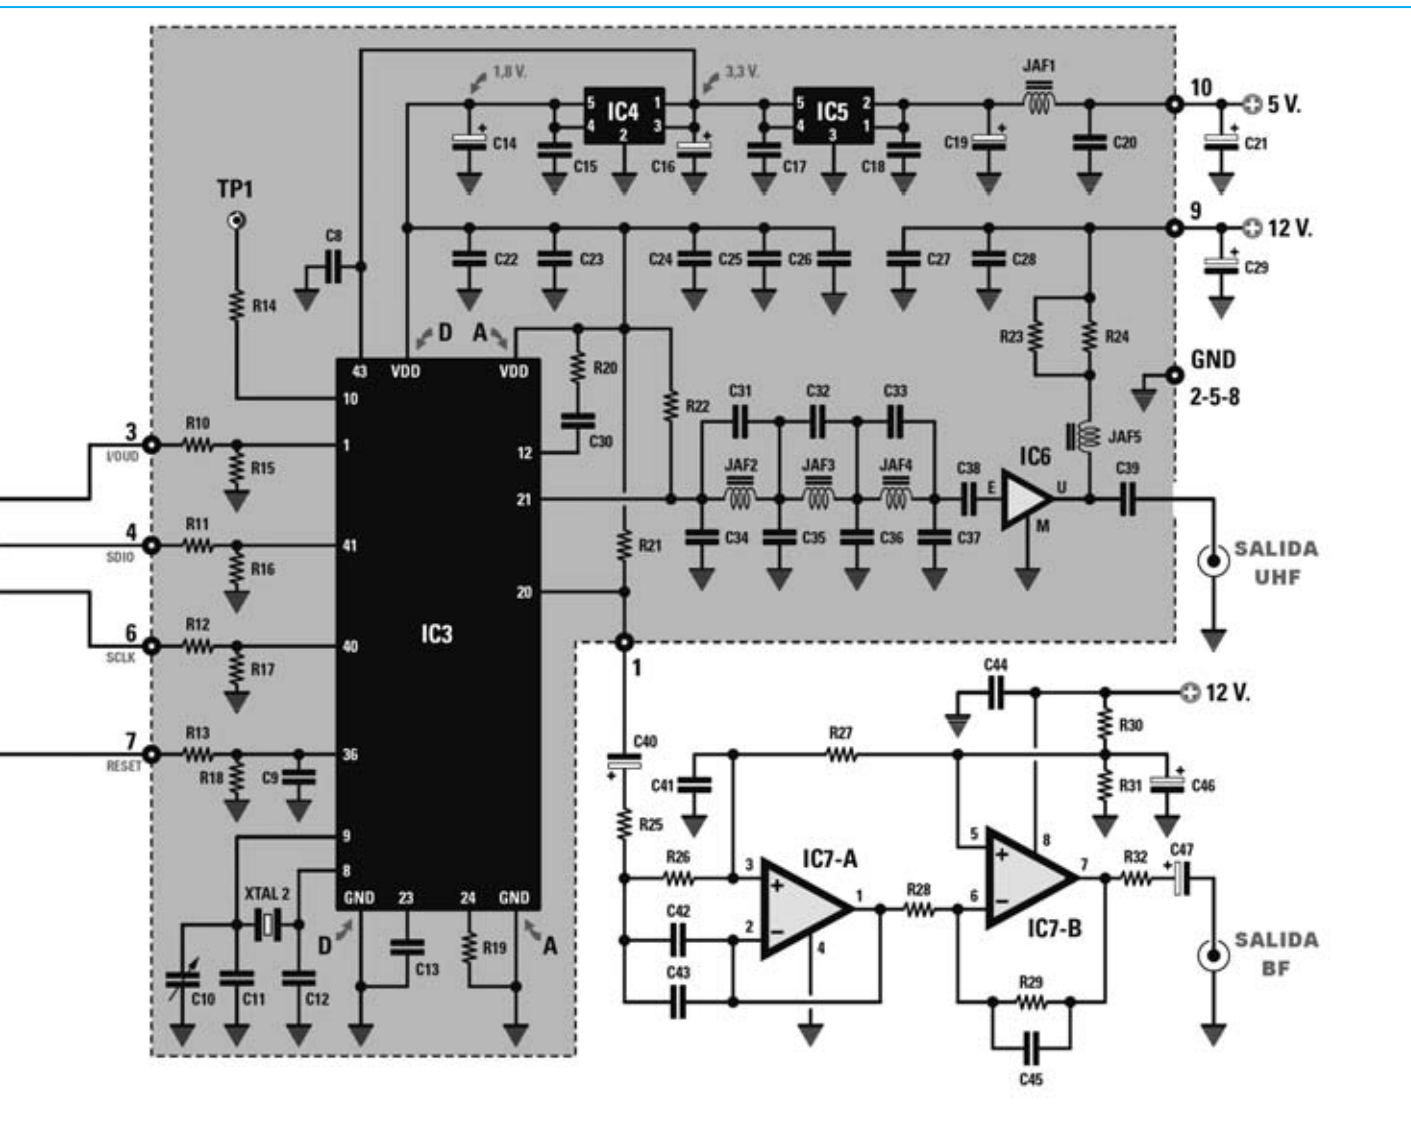 JAF1
10
5 V.
1,8 V.
3,3 V.
5
IC4
1
4
2
3
5
IC5
2
4
3
1
C14
C15
C16
C17
C18
C19
C20
C21
TP1
9
12 V.
C8
C22
C23
C24
C25
C26
C27
C28
C29
R14
D
A
R23
R24
GND
2-5-8
43
VDD
VDD
R20
R22
C31
C32
C33
JAF5
10
3
I/OUD
R10
R15
1
C30
12
JAF2
JAF3
JAF4
C38
E
IC6
U
M
C39
21
4
SDIO
R11
R16
41
R21
C34
C35
C36
C37
SALIDA
UHF
20
6
SCLK
R12
R17
40
IC3
1
C44
12 V.
7
RESET
R13
R18
C9
36
C40
+
C41
R27
R30
R31
C46
9
8
R25
R26
3
IC7-A
5
8
C47
XTAL 2
GND
23
24
GND
C42
2
1
4
R28
6
7
R32
IC7-B
D
A
C13
R19
C43
SALIDA
BF
C10
C11
C12
R29
C45